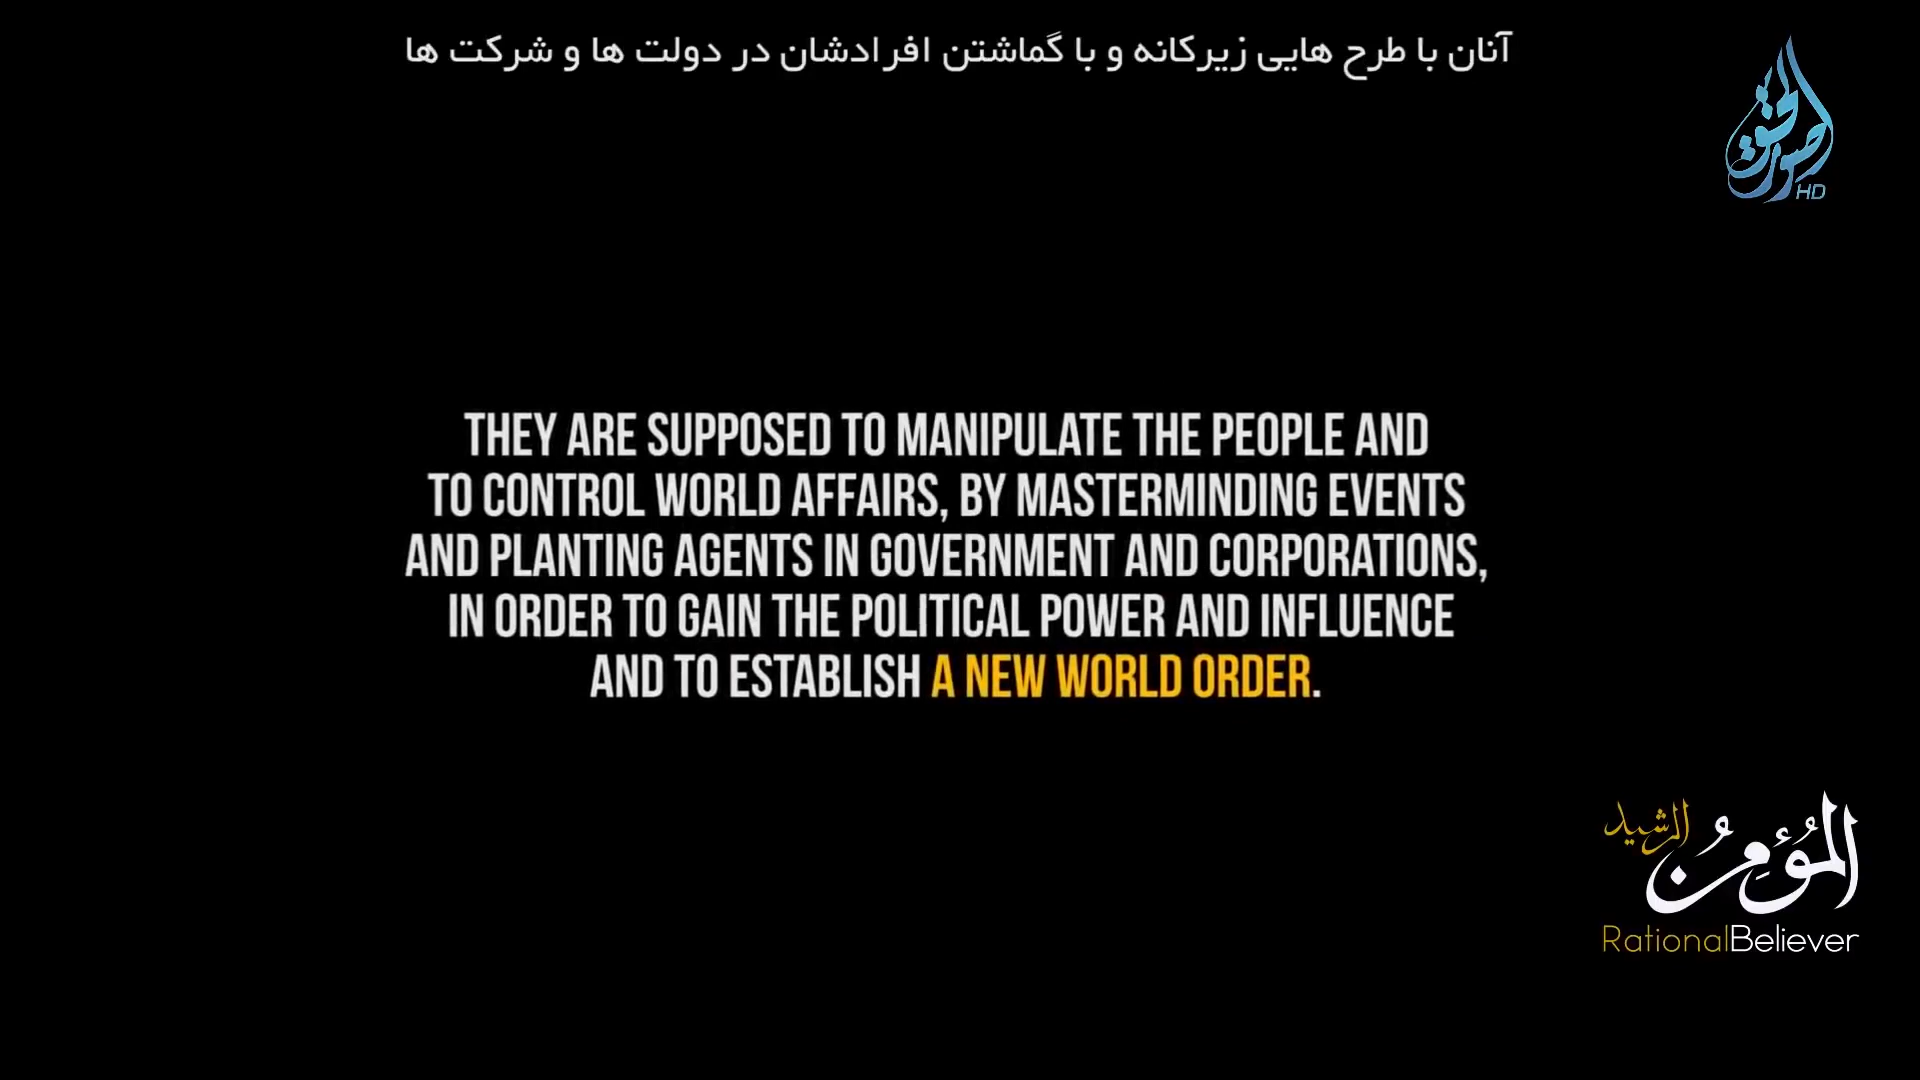 آنان با طرح هایی زیرکانه و با گماشتن افرادشان در دولت ها و شرکت ها
HD
THEY ARE SUPPOSED TO MANIPULATE THE PEOPLE AND
TO CONTROL WORLD AFFAIRS, BY MASTERMINDING EVENTS
AND PLANTING AGENTS IN GOVERNMENT AND CORPORATIONS,
IN ORDER TO GAIN THE POLITICAL POWER AND INFLUENCE
AND TO ESTABLISH A NEW WORLD ORDER.
المُؤمِنُ الرشيد
RationalBeliever